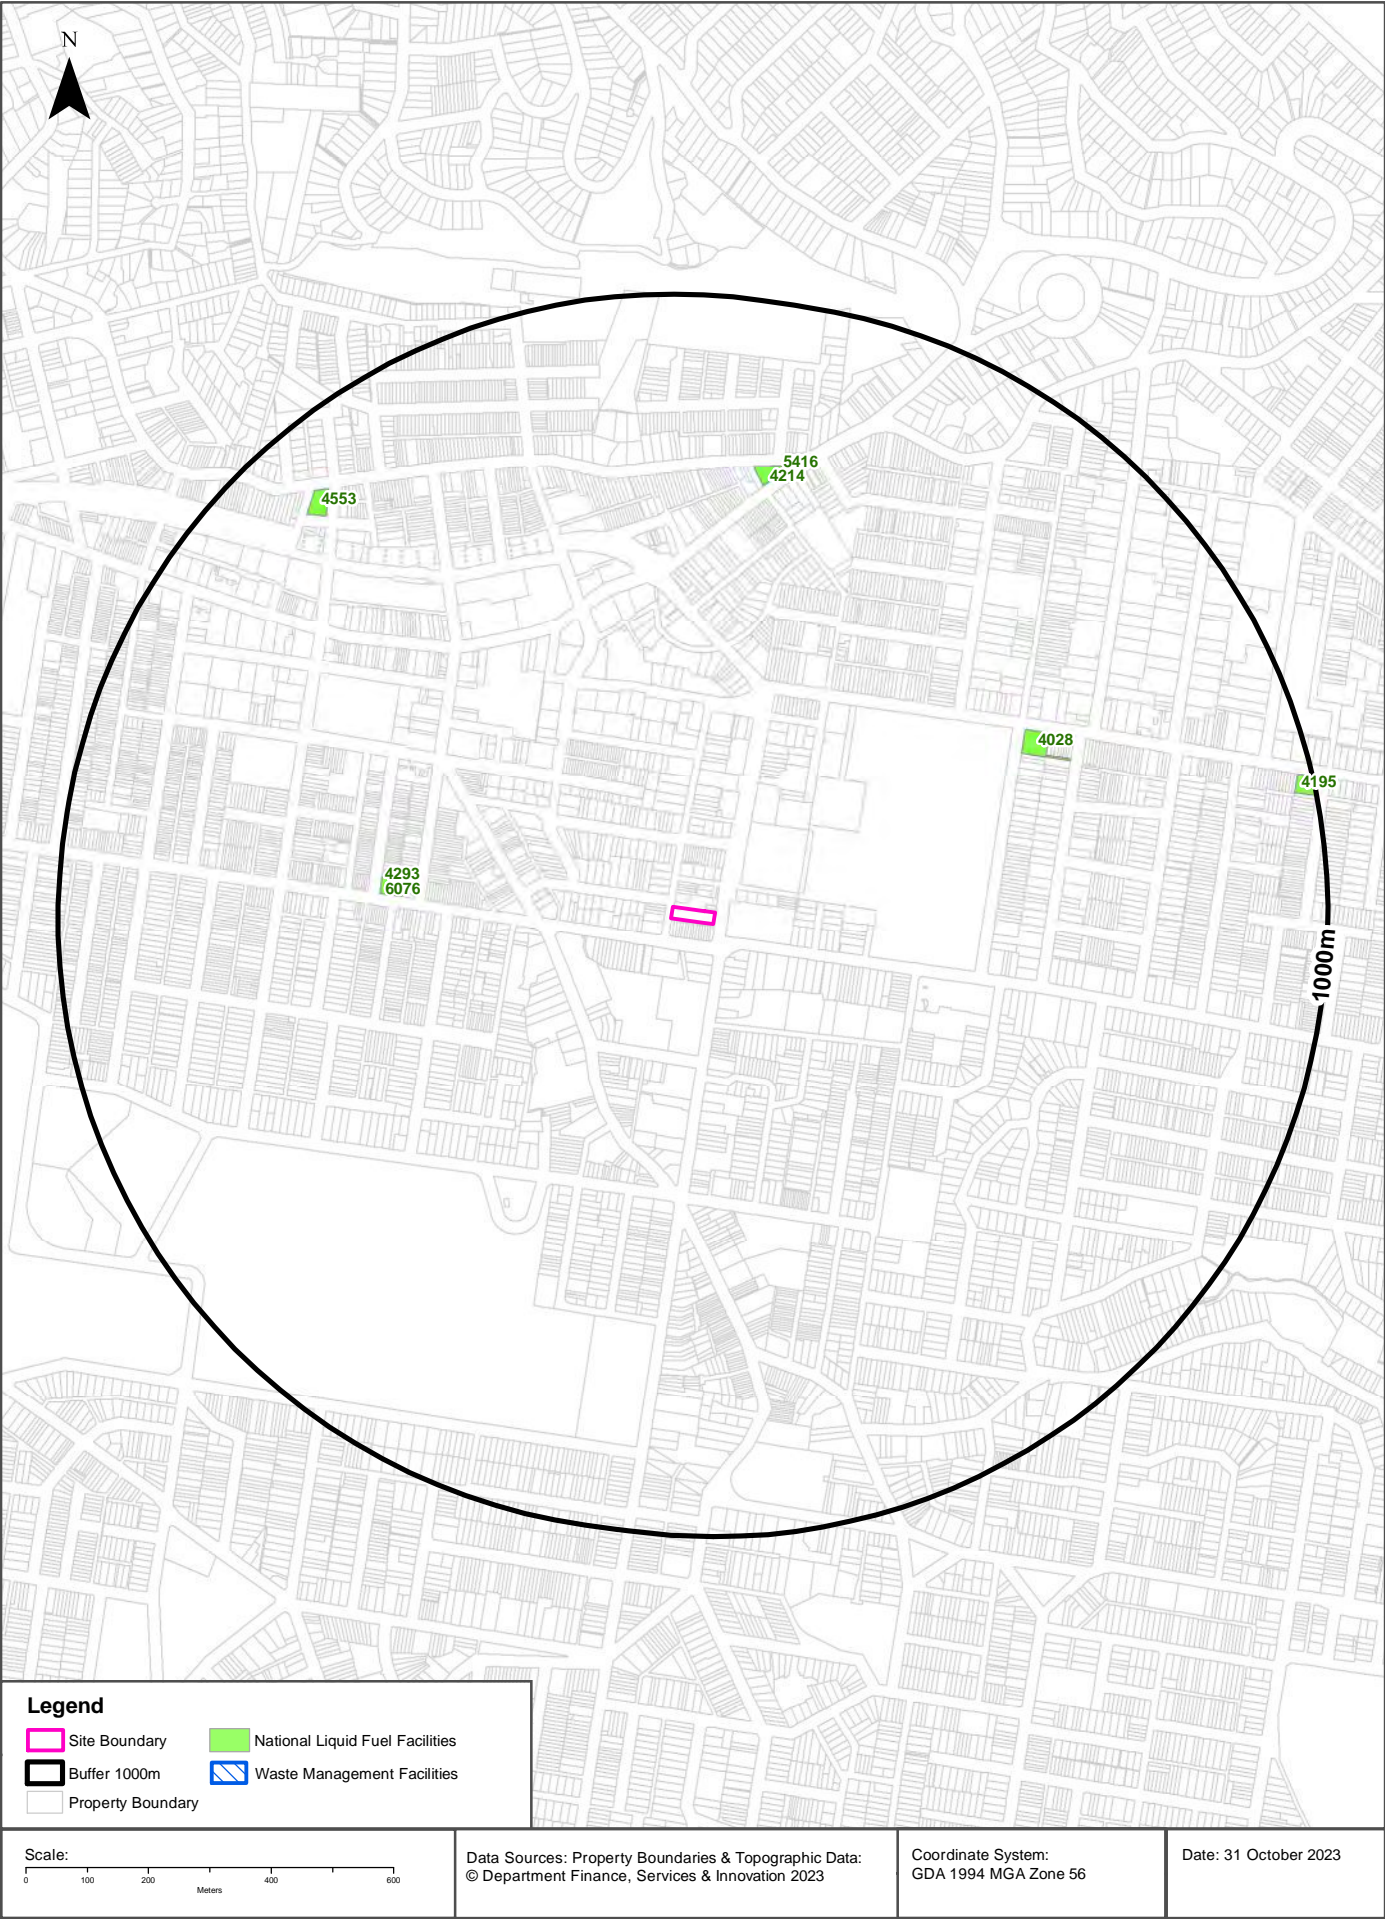 N
5416
4214
4553
4028
4195
4293
6076
1000m
Legend
Site Boundary
National Liquid Fuel Facilities
Buffer 1000m
Waste Management Facilities
Property Boundary
Scale:
0 100 200 400 600
Meters
Data Sources: Property Boundaries & Topographic Data:
© Department Finance, Services & Innovation 2023
Coordinate System:
GDA 1994 MGA Zone 56
Date: 31 October 2023